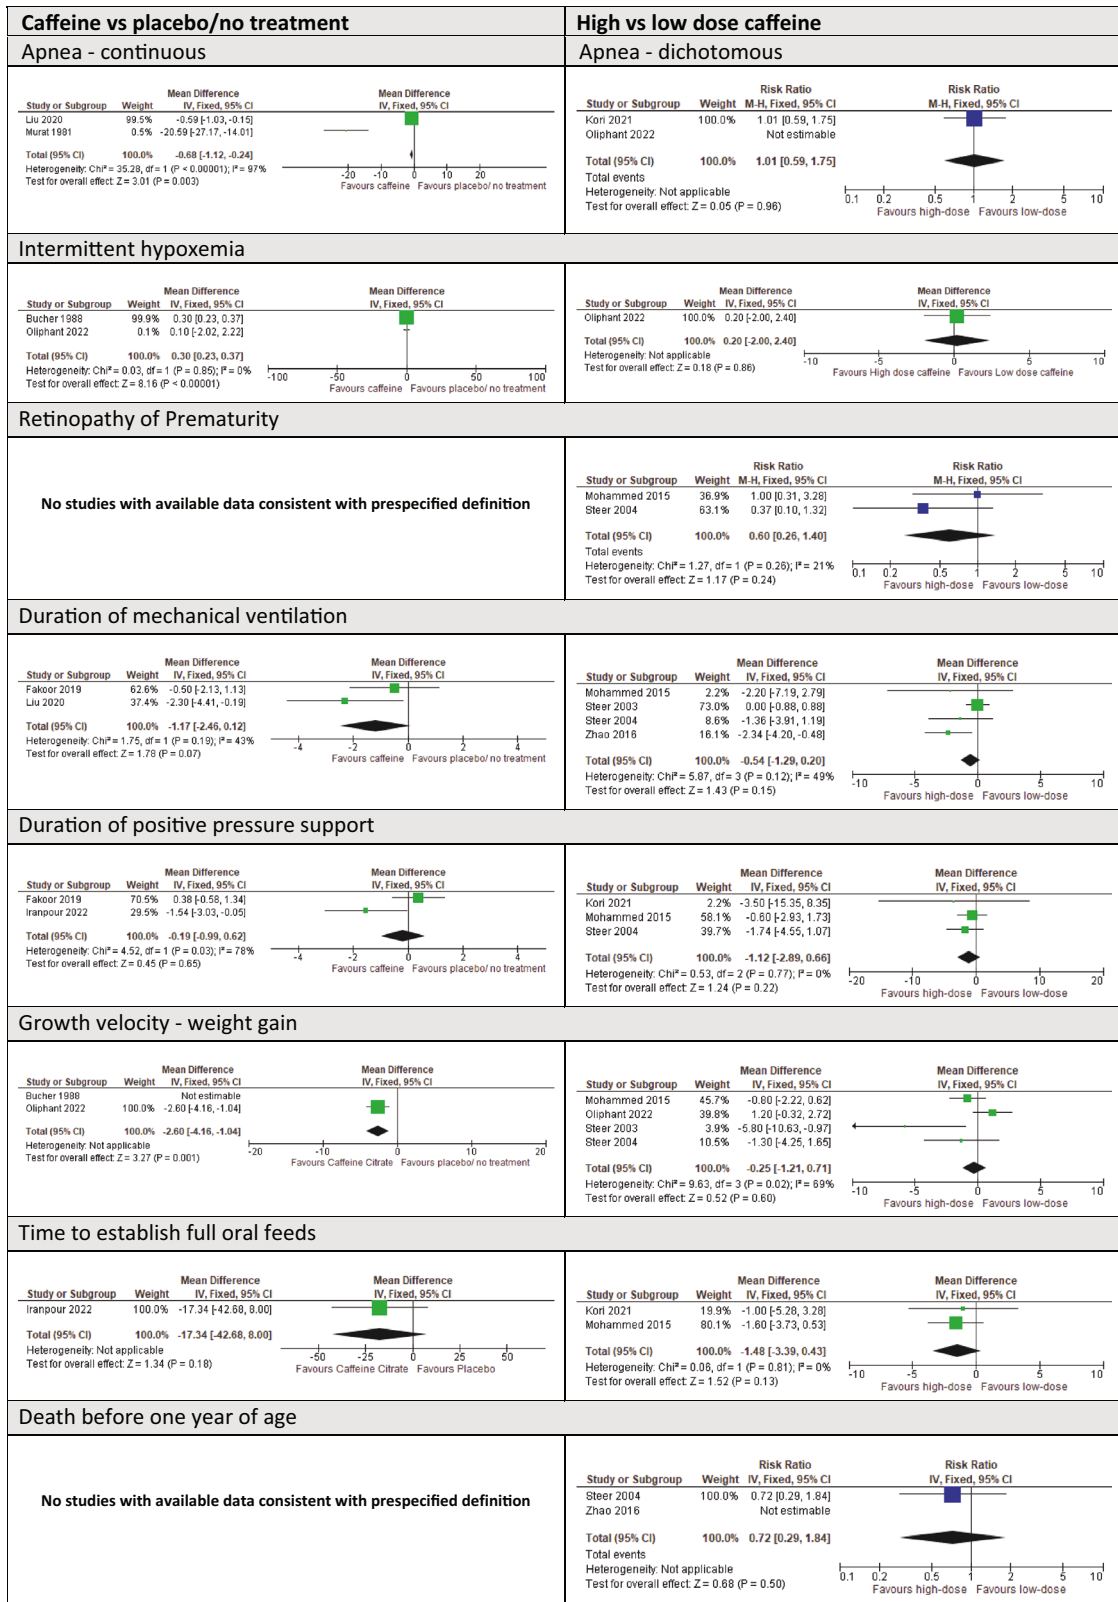 Caffeine vs placebo/no treatment
High vs low dose caffeine
Apnea - continuous
Apnea - dichotomous
Mean Difference
Mean Difference
Study or Subgroup Weight IV, Fixed, 95% CI
IV, Fixed, 95% CI
Liu 2020 99.5% -0.59 [-1.03, -0.15]
Murat 1981 0.5% -20.59 [-27.17, -14.01]
Total (95% CI) 100.0% -0.68 [-1.12, -0.24]
Heterogeneity: Chi² = 35.28, df = 1 (P < 0.00001); I² = 97%
Test for overall effect: Z = 3.01 (P = 0.003)
-20 -10 0 10 20
Favours caffeine Favours placebo/ no treatment
Risk Ratio
Risk Ratio
Study or Subgroup Weight M-H, Fixed, 95% CI
M-H, Fixed, 95% CI
Kori 2021 100.0% 1.01 [0.59, 1.75]
Oliphant 2022 Not estimable
Total (95% CI) 100.0% 1.01 [0.59, 1.75]
Total events
Heterogeneity: Not applicable
Test for overall effect: Z = 0.05 (P = 0.96)
0.1 0.2 0.5 1 2 5 10
Favours high-dose Favours low-dose
Intermittent hypoxemia
Mean Difference
Mean Difference
Study or Subgroup Weight IV, Fixed, 95% CI
IV, Fixed, 95% CI
Bucher 1988 99.9% 0.30 [0.23, 0.37]
Oliphant 2022 0.1% 0.10 [-2.02, 2.22]
Total (95% CI) 100.0% 0.30 [0.23, 0.37]
Heterogeneity: Chi² = 0.03, df = 1 (P = 0.85); I² = 0%
Test for overall effect: Z = 8.16 (P < 0.00001)
-100 -50 0 50 100
Favours caffeine Favours placebo/ no treatment
Mean Difference
Mean Difference
Study or Subgroup Weight IV, Fixed, 95% CI
IV, Fixed, 95% CI
Oliphant 2022 100.0% 0.20 [-2.00, 2.40]
Total (95% CI) 100.0% 0.20 [-2.00, 2.40]
Heterogeneity: Not applicable
Test for overall effect: Z = 0.18 (P = 0.86)
-10 -5 0 5 10
Favours High dose caffeine Favours Low dose caffeine
Retinopathy of Prematurity
No studies with available data consistent with prespecified definition
Risk Ratio
Risk Ratio
Study or Subgroup Weight M-H, Fixed, 95% CI
M-H, Fixed, 95% CI
Mohammed 2015 36.9% 1.00 [0.31, 3.28]
Steer 2004 63.1% 0.37 [0.10, 1.32]
Total (95% CI) 100.0% 0.60 [0.26, 1.40]
Total events
Heterogeneity: Chi² = 1.27, df = 1 (P = 0.26); I² = 21%
Test for overall effect: Z = 1.17 (P = 0.24)
0.1 0.2 0.5 1 2 5 10
Favours high-dose Favours low-dose
Duration of mechanical ventilation
Mean Difference
Mean Difference
Study or Subgroup Weight IV, Fixed, 95% CI
IV, Fixed, 95% CI
Fakoor 2019 62.6% -0.50 [-2.13, 1.13]
Liu 2020 37.4% -2.30 [-4.41, -0.19]
Total (95% CI) 100.0% -1.17 [-2.46, 0.12]
Heterogeneity: Chi² = 1.75, df = 1 (P = 0.19); I² = 43%
Test for overall effect: Z = 1.78 (P = 0.07)
-4 -2 0 2 4
Favours caffeine Favours placebo/ no treatment
Mean Difference
Mean Difference
Study or Subgroup Weight IV, Fixed, 95% CI
IV, Fixed, 95% CI
Mohammed 2015 2.2% -2.20 [-7.19, 2.79]
Steer 2003 73.0% 0.00 [-0.88, 0.88]
Steer 2004 8.6% -1.36 [-3.91, 1.19]
Zhao 2016 16.1% -2.34 [-4.20, -0.48]
Total (95% CI) 100.0% -0.54 [-1.29, 0.20]
Heterogeneity: Chi² = 5.87, df = 3 (P = 0.12); I² = 49%
Test for overall effect: Z = 1.43 (P = 0.15)
-10 -5 0 5 10
Favours high-dose Favours low-dose
Duration of positive pressure support
Mean Difference
Mean Difference
Study or Subgroup Weight IV, Fixed, 95% CI
IV, Fixed, 95% CI
Fakoor 2019 70.5% 0.38 [-0.58, 1.34]
Iranpour 2022 29.5% -1.54 [-3.03, -0.05]
Total (95% CI) 100.0% -0.19 [-0.99, 0.62]
Heterogeneity: Chi² = 4.52, df = 1 (P = 0.03); I² = 78%
Test for overall effect: Z = 0.45 (P = 0.65)
-4 -2 0 2 4
Favours caffeine Favours placebo/ no treatment
Mean Difference
Mean Difference
Study or Subgroup Weight IV, Fixed, 95% CI
IV, Fixed, 95% CI
Kori 2021 2.2% -3.50 [-15.35, 8.35]
Mohammed 2015 58.1% -0.60 [-2.93, 1.73]
Steer 2004 39.7% -1.74 [-4.55, 1.07]
Total (95% CI) 100.0% -1.12 [-2.89, 0.66]
Heterogeneity: Chi² = 0.53, df = 2 (P = 0.77); I² = 0%
Test for overall effect: Z = 1.24 (P = 0.22)
-20 -10 0 10 20
Favours high-dose Favours low-dose
Growth velocity - weight gain
Mean Difference
Mean Difference
Study or Subgroup Weight IV, Fixed, 95% CI
IV, Fixed, 95% CI
Bucher 1988 Not estimable
Oliphant 2022 100.0% -2.60 [-4.16, -1.04]
Total (95% CI) 100.0% -2.60 [-4.16, -1.04]
Heterogeneity: Not applicable
Test for overall effect: Z = 3.27 (P = 0.001)
-20 -10 0 10 20
Favours Caffeine Citrate Favours placebo/ no treatment
Mean Difference
Mean Difference
Study or Subgroup Weight IV, Fixed, 95% CI
IV, Fixed, 95% CI
Mohammed 2015 45.7% -0.80 [-2.22, 0.62]
Oliphant 2022 39.8% 1.20 [-0.32, 2.72]
Steer 2003 3.9% -5.80 [-10.63, -0.97]
Steer 2004 10.5% -1.30 [-4.25, 1.65]
Total (95% CI) 100.0% -0.25 [-1.21, 0.71]
Heterogeneity: Chi² = 9.63, df = 3 (P = 0.02); I² = 69%
Test for overall effect: Z = 0.52 (P = 0.60)
-10 -5 0 5 10
Favours high-dose Favours low-dose
Time to establish full oral feeds
Mean Difference
Mean Difference
Study or Subgroup Weight IV, Fixed, 95% CI
IV, Fixed, 95% CI
Iranpour 2022 100.0% -17.34 [-42.68, 8.00]
Total (95% CI) 100.0% -17.34 [-42.68, 8.00]
Heterogeneity: Not applicable
Test for overall effect: Z = 1.34 (P = 0.18)
-50 -25 0 25 50
Favours Caffeine Citrate Favours Placebo
Mean Difference
Mean Difference
Study or Subgroup Weight IV, Fixed, 95% CI
IV, Fixed, 95% CI
Kori 2021 19.9% -1.00 [-5.28, 3.28]
Mohammed 2015 80.1% -1.60 [-3.73, 0.53]
Total (95% CI) 100.0% -1.48 [-3.39, 0.43]
Heterogeneity: Chi² = 0.06, df = 1 (P = 0.81); I² = 0%
Test for overall effect: Z = 1.52 (P = 0.13)
-10 -5 0 5 10
Favours high-dose Favours low-dose
Death before one year of age
No studies with available data consistent with prespecified definition
Risk Ratio
Risk Ratio
Study or Subgroup Weight IV, Fixed, 95% CI
IV, Fixed, 95% CI
Steer 2004 100.0% 0.72 [0.29, 1.84]
Zhao 2016 Not estimable
Total (95% CI) 100.0% 0.72 [0.29, 1.84]
Total events
Heterogeneity: Not applicable
Test for overall effect: Z = 0.68 (P = 0.50)
0.1 0.2 0.5 1 2 5 10
Favours high-dose Favours low-dose